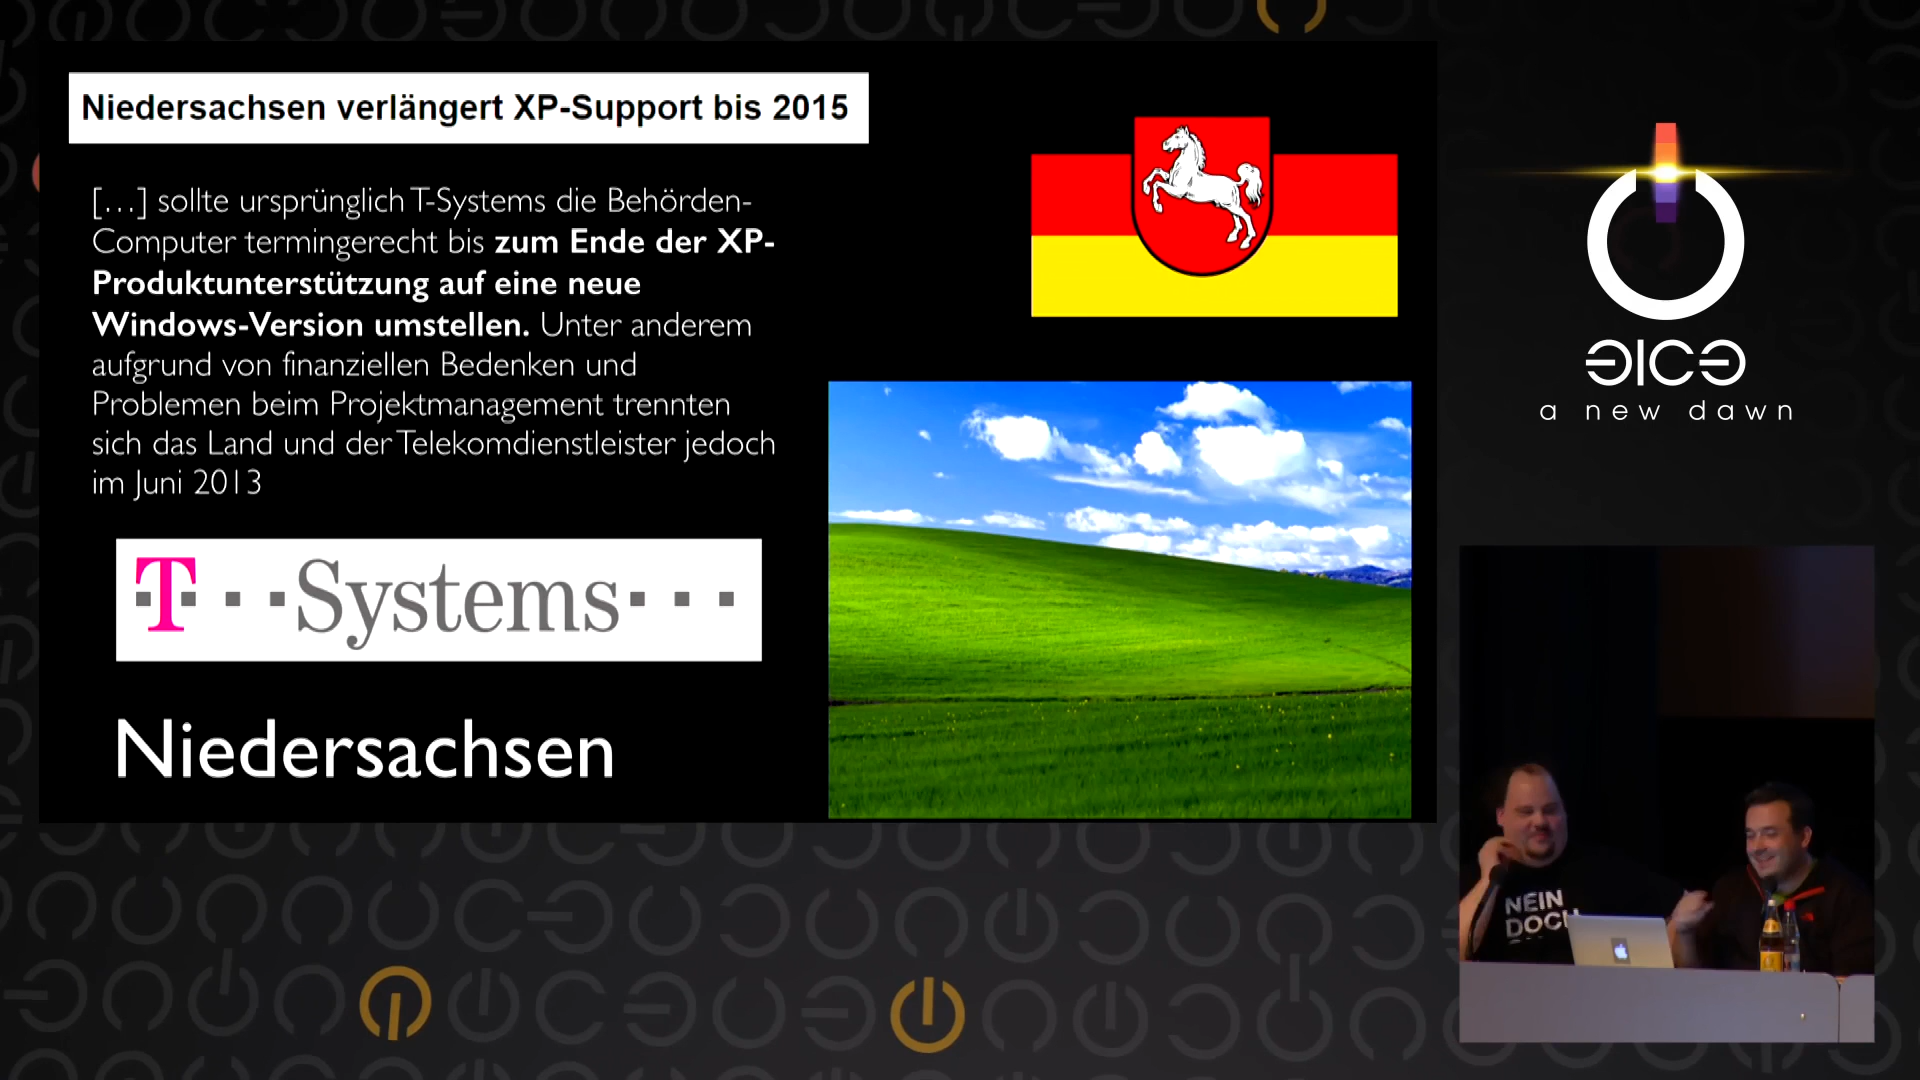 Niedersachsen verlängert XP-Support bis 2015
[…] sollte ursprünglich T-Systems die Behörden-
Computer termingerecht bis zum Ende der XP-
Produktunterstützung auf eine neue
Windows-Version umstellen. Unter anderem
aufgrund von finanziellen Bedenken und
Problemen beim Projektmanagement trennten
sich das Land und der Telekomdienstleister jedoch
im Juni 2013
T Systems
Niedersachsen
a new dawn
NEIN
DOCH